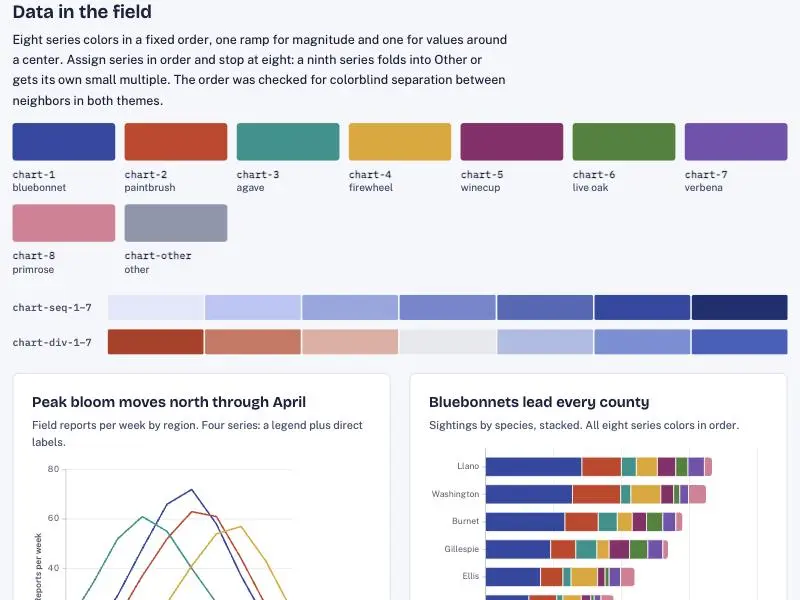 Data in the field
Eight series colors in a fixed order, one ramp for magnitude and one for values around
a center. Assign series in order and stop at eight: a ninth series folds into Other or
gets its own small multiple. The order was checked for colorblind separation between
neighbors in both themes.
chart-1
bluebonnet
chart-2
paintbrush
chart-3
agave
chart-4
firewheel
chart-5
winecup
chart-6
live oak
chart-7
verbena
chart-8
primrose
chart-other
other
chart-seq-1–7
chart-div-1–7
Peak bloom moves north through April
Field reports per week by region. Four series: a legend plus direct
labels.
80
60
40
Reports per week
Bluebonnets lead every county
Sightings by species, stacked. All eight series colors in order.
Llano
Washington
Burnet
Gillespie
Ellis